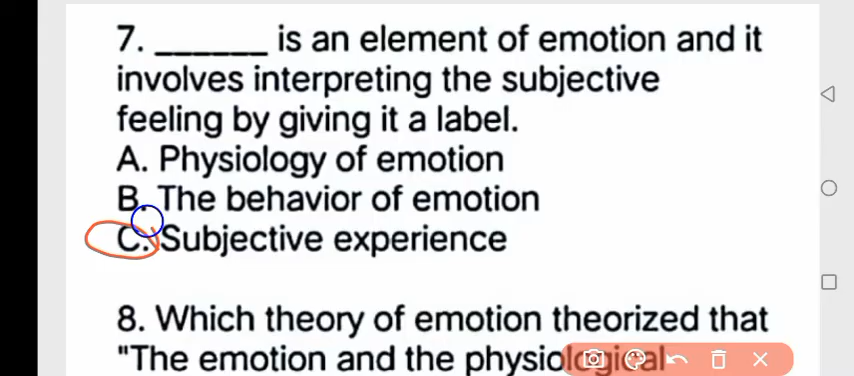 7. ______ is an element of emotion and it
involves interpreting the subjective
feeling by giving it a label.
A. Physiology of emotion
B. The behavior of emotion
C. Subjective experience
8. Which theory of emotion theorized that
"The emotion and the physiological